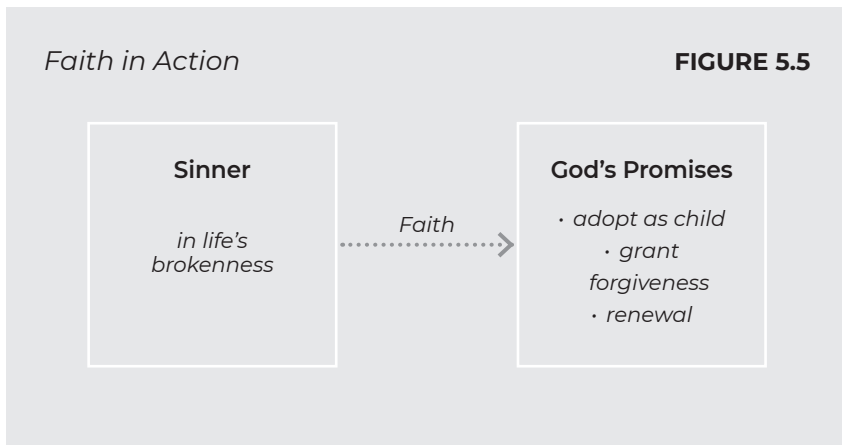 Faith in Action
FIGURE 5.5
Sinner
in life’s
brokenness
Faith
God’s Promises
· adopt as child
· grant
forgiveness
· renewal